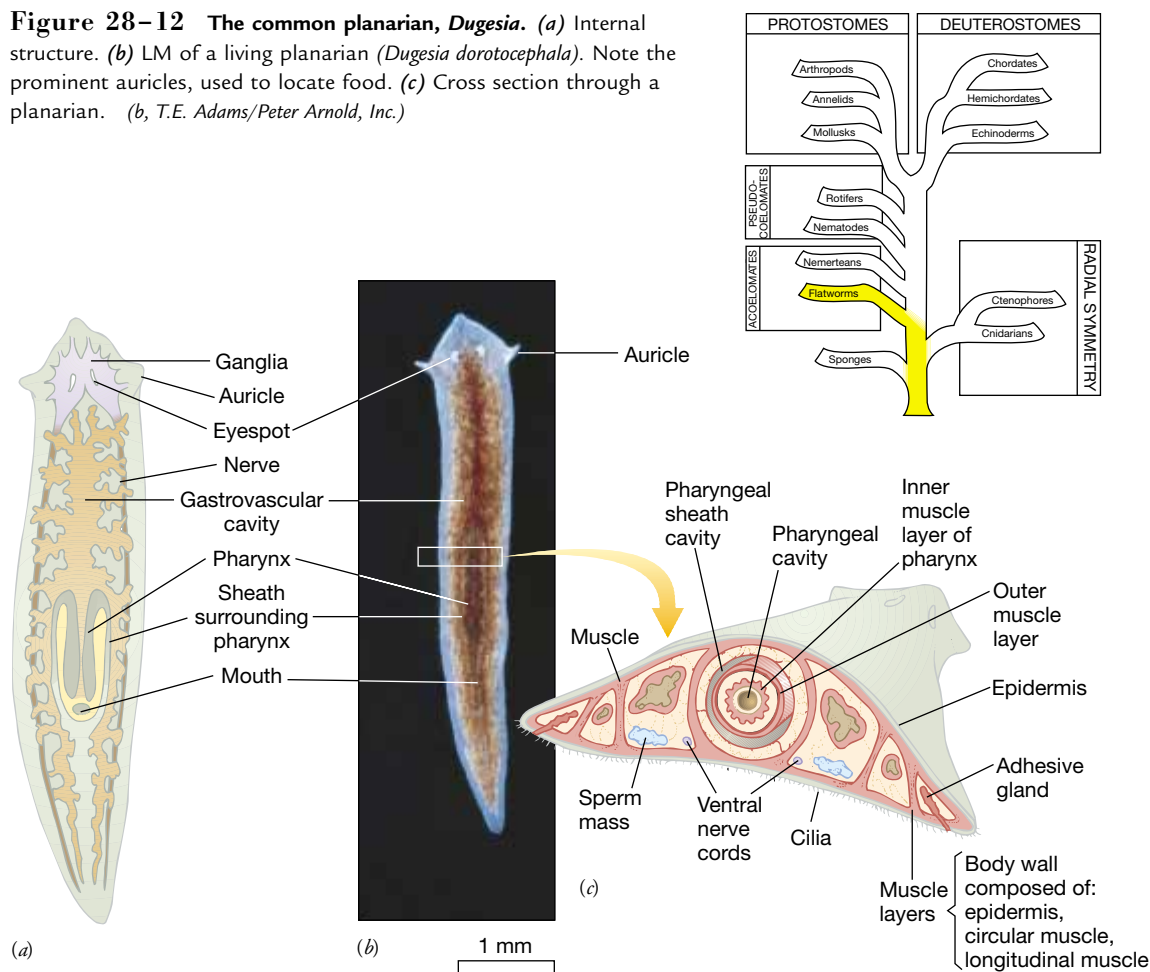 Figure 28–12 The common planarian, Dugesia. (a) Internal
structure. (b) LM of a living planarian (Dugesia dorotocephala). Note the
prominent auricles, used to locate food. (c) Cross section through a
planarian. (b, T.E. Adams/Peter Arnold, Inc.)
PROTOSTOMES
DEUTEROSTOMES
Arthropods
Annelids
Mollusks
Chordates
Hemichordates
Echinoderms
PSEUDO-
COELOMATES
Rotifers
Nematodes
ACOELOMATES
Nemerteans
Flatworms
Sponges
Ctenophores
Cnidarians
RADIAL SYMMETRY
Ganglia
Auricle
Eyespot
Nerve
Gastrovascular
cavity
Pharynx
Sheath
surrounding
pharynx
Mouth
(a)
Auricle
(b)
1 mm
Pharyngeal
sheath
cavity
Pharyngeal
cavity
Inner
muscle
layer of
pharynx
Outer
muscle
layer
Muscle
Epidermis
Adhesive
gland
Sperm
mass
Ventral
nerve
cords
Cilia
(c)
Muscle
layers
Body wall
composed of:
epidermis,
circular muscle,
longitudinal muscle